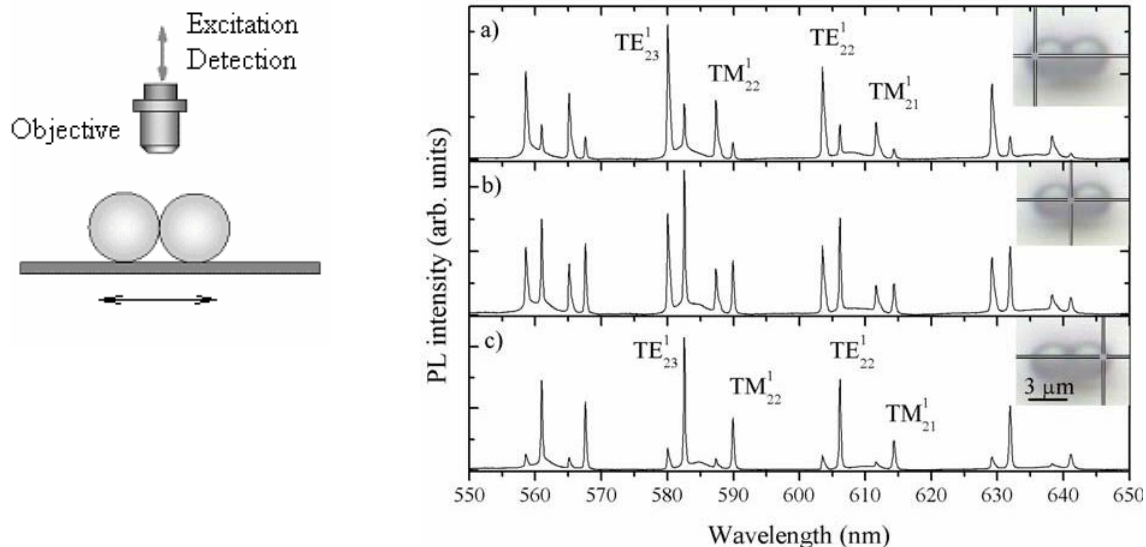 Excitation
Detection
Objective
PL intensity (arb. units)
a)
TE¹₂₃
TM¹₂₂
TE¹₂₂
TM¹₂₁
b)
c)
TE¹₂₃
TM¹₂₂
TE¹₂₂
TM¹₂₁
3 μm
550 560 570 580 590 600 610 620 630 640 650
Wavelength (nm)